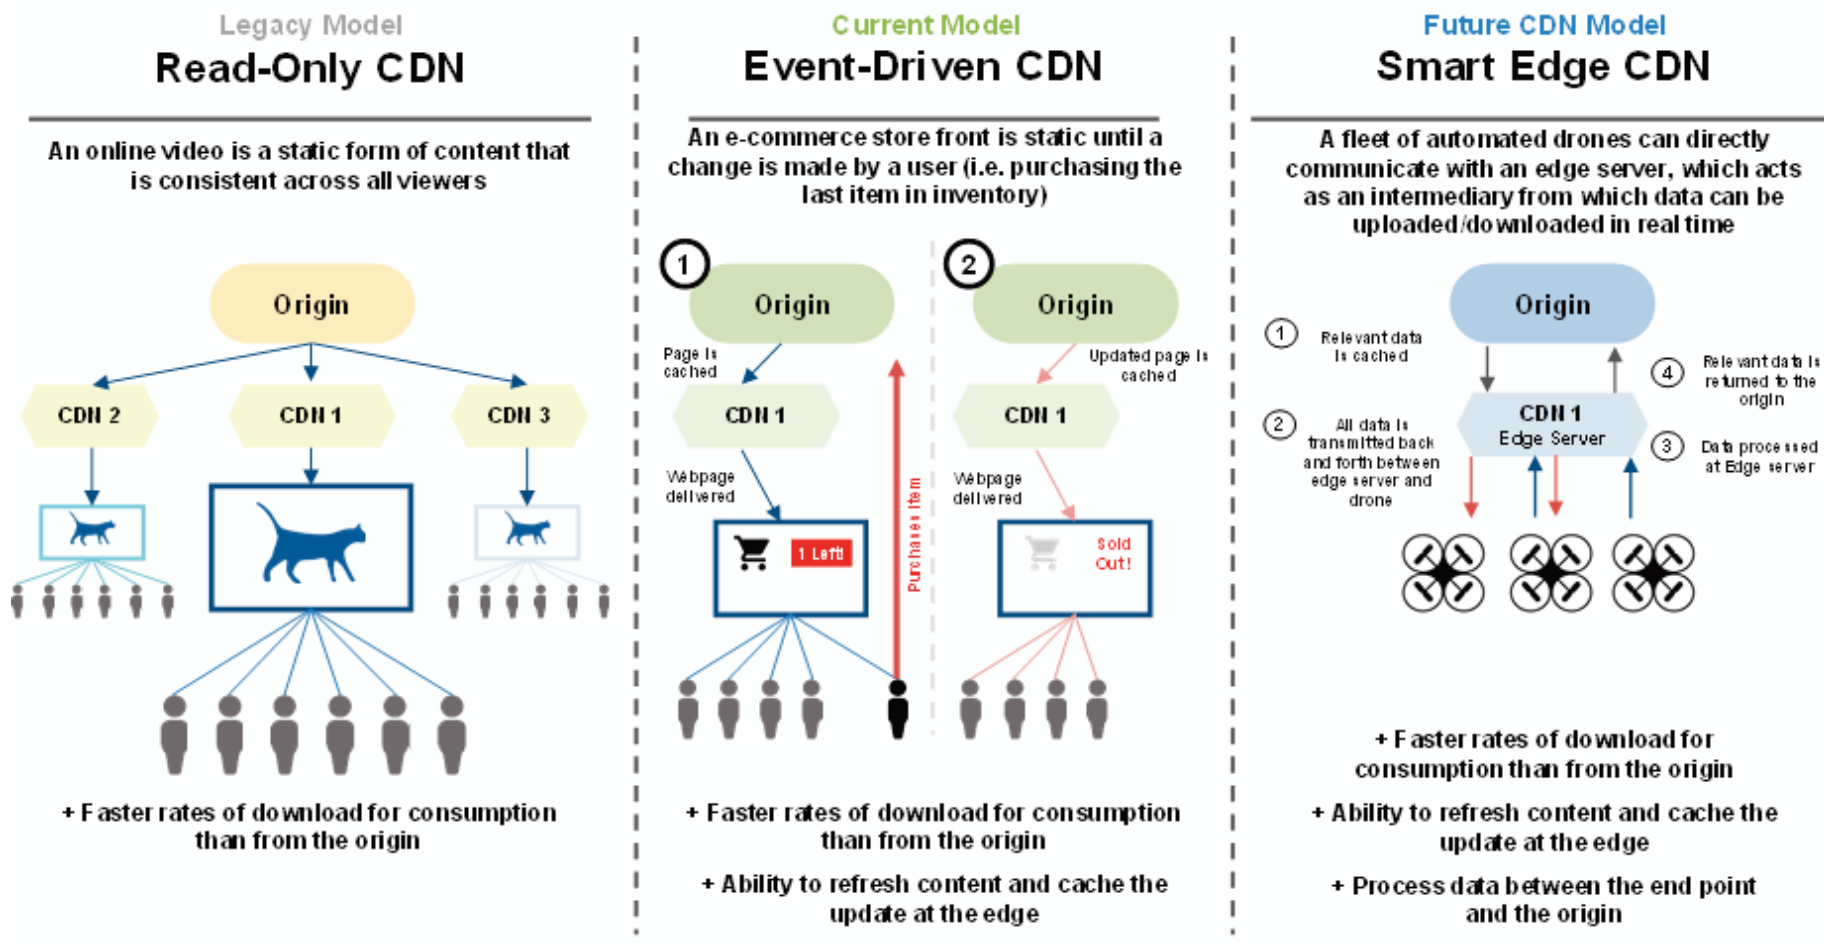 Legacy Model
Read-Only CDN
An online video is a static form of content that
is consistent across all viewers
Origin
CDN 2
CDN 1
CDN 3
+ Faster rates of download for consumption
than from the origin
Current Model
Event-Driven CDN
An e-commerce store front is static until a
change is made by a user (i.e. purchasing the
last item in inventory)
1
Origin
Page is
cached
CDN 1
Webpage
delivered
1 Left!
Purchases Item
2
Origin
Updated page is
cached
CDN 1
Webpage
delivered
Sold
Out!
+ Faster rates of download for consumption
than from the origin
+ Ability to refresh content and cache the
update at the edge
Future CDN Model
Smart Edge CDN
A fleet of automated drones can directly
communicate with an edge server, which acts
as an intermediary from which data can be
uploaded/downloaded in real time
Origin
1
Relevant data
is cached
4
Relevant data is
returned to the
origin
CDN 1
Edge Server
2
All data is
transmitted back
and forth between
edge server and
drone
3
Data processed
at Edge server
+ Faster rates of download for
consumption than from the origin
+ Ability to refresh content and cache the
update at the edge
+ Process data between the end point
and the origin